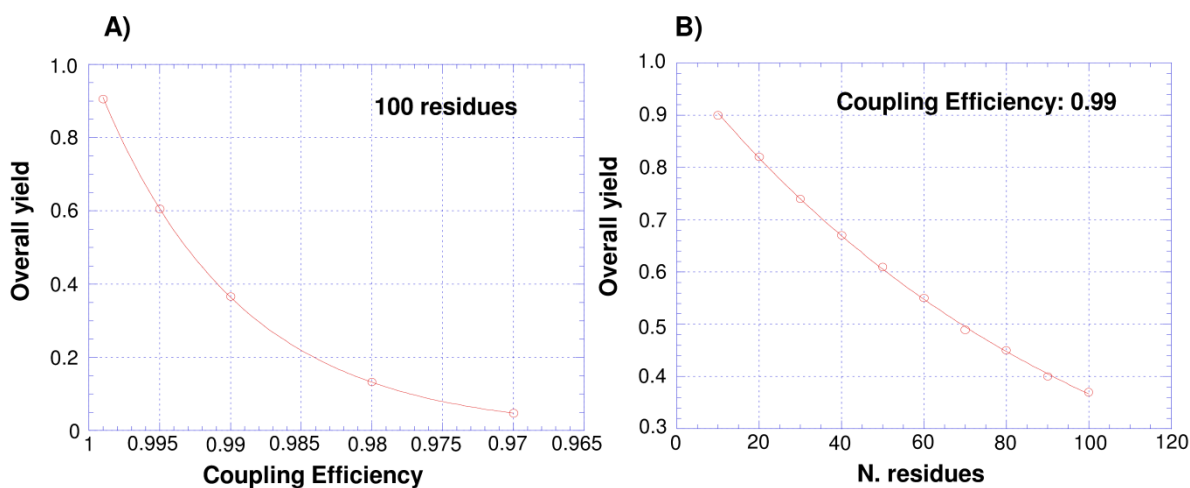 A)
1.0
100 residues
0.8
0.6
0.4
0.2
0
1 0.995 0.99 0.985 0.98 0.975 0.97 0.965
Overall yield
Coupling Efficiency
B)
1.0
Coupling Efficiency: 0.99
0.9
0.8
0.7
0.6
0.5
0.4
0.3
0 20 40 60 80 100 120
Overall yield
N. residues